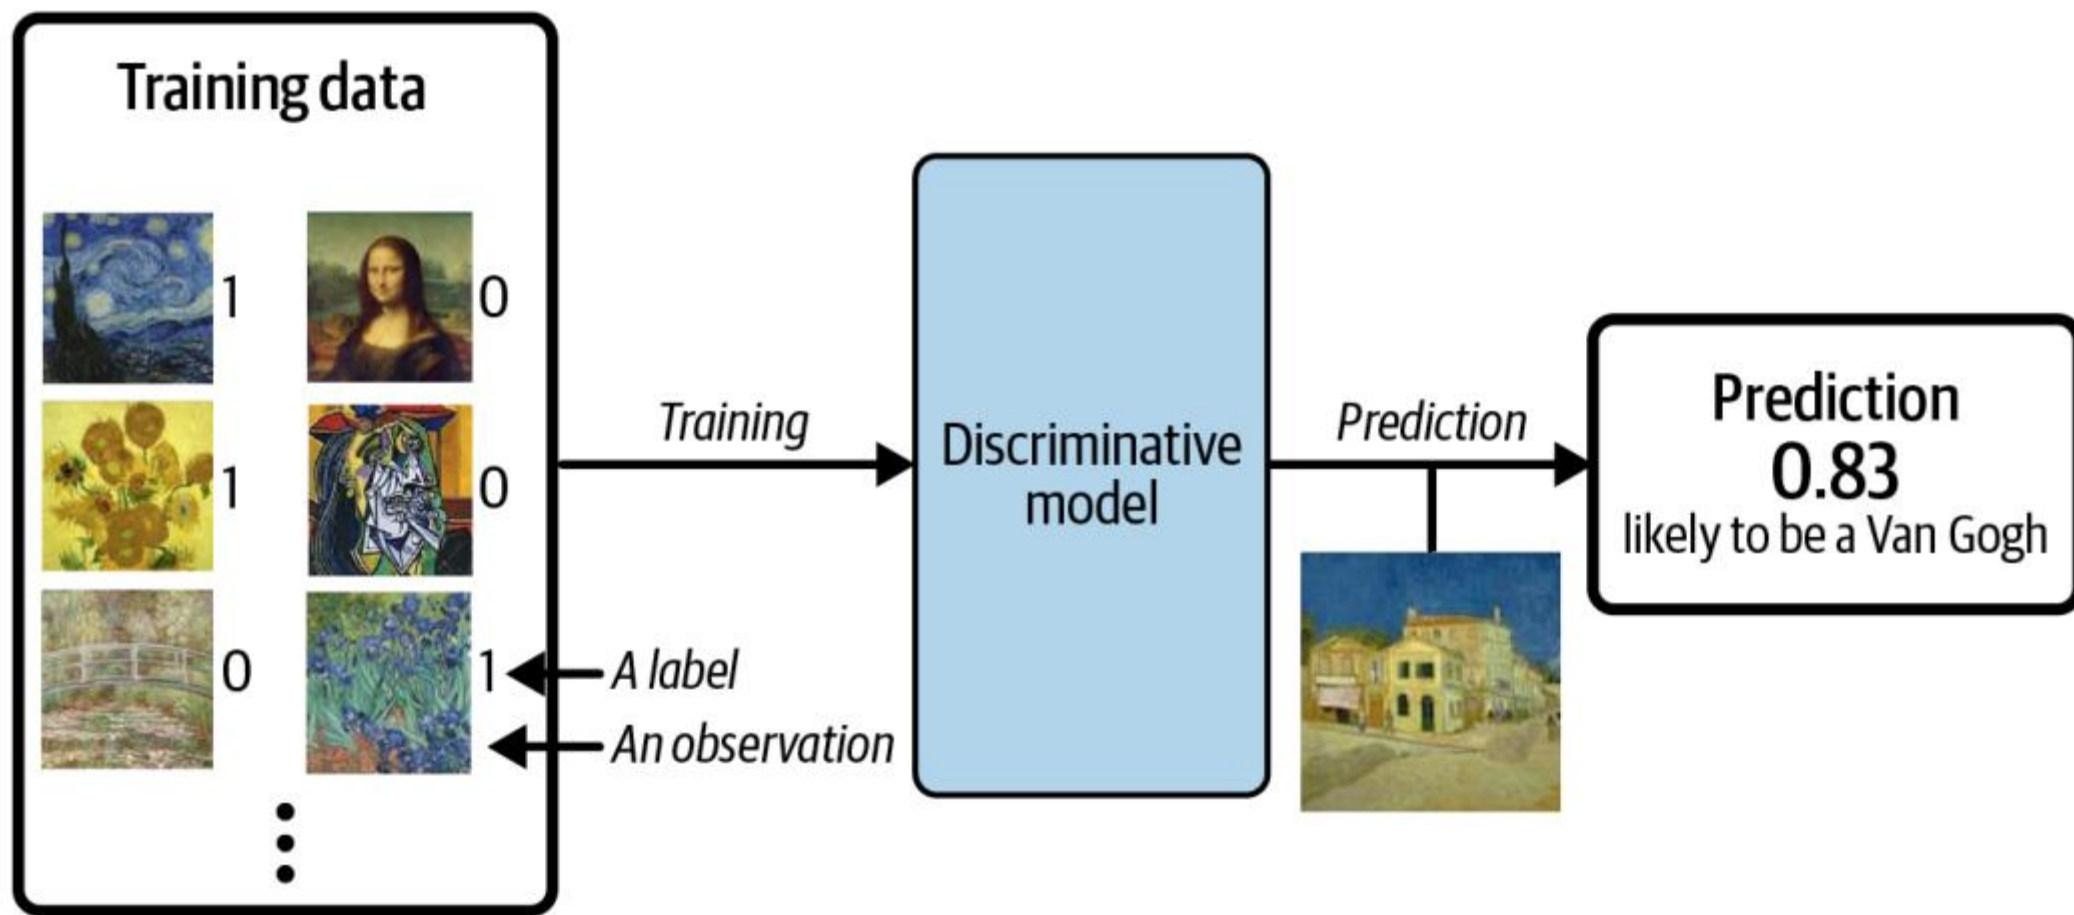 Training data
1
0
1
0
0
1
A label
An observation
Training
Discriminative
model
Prediction
Prediction
0.83
likely to be a Van Gogh